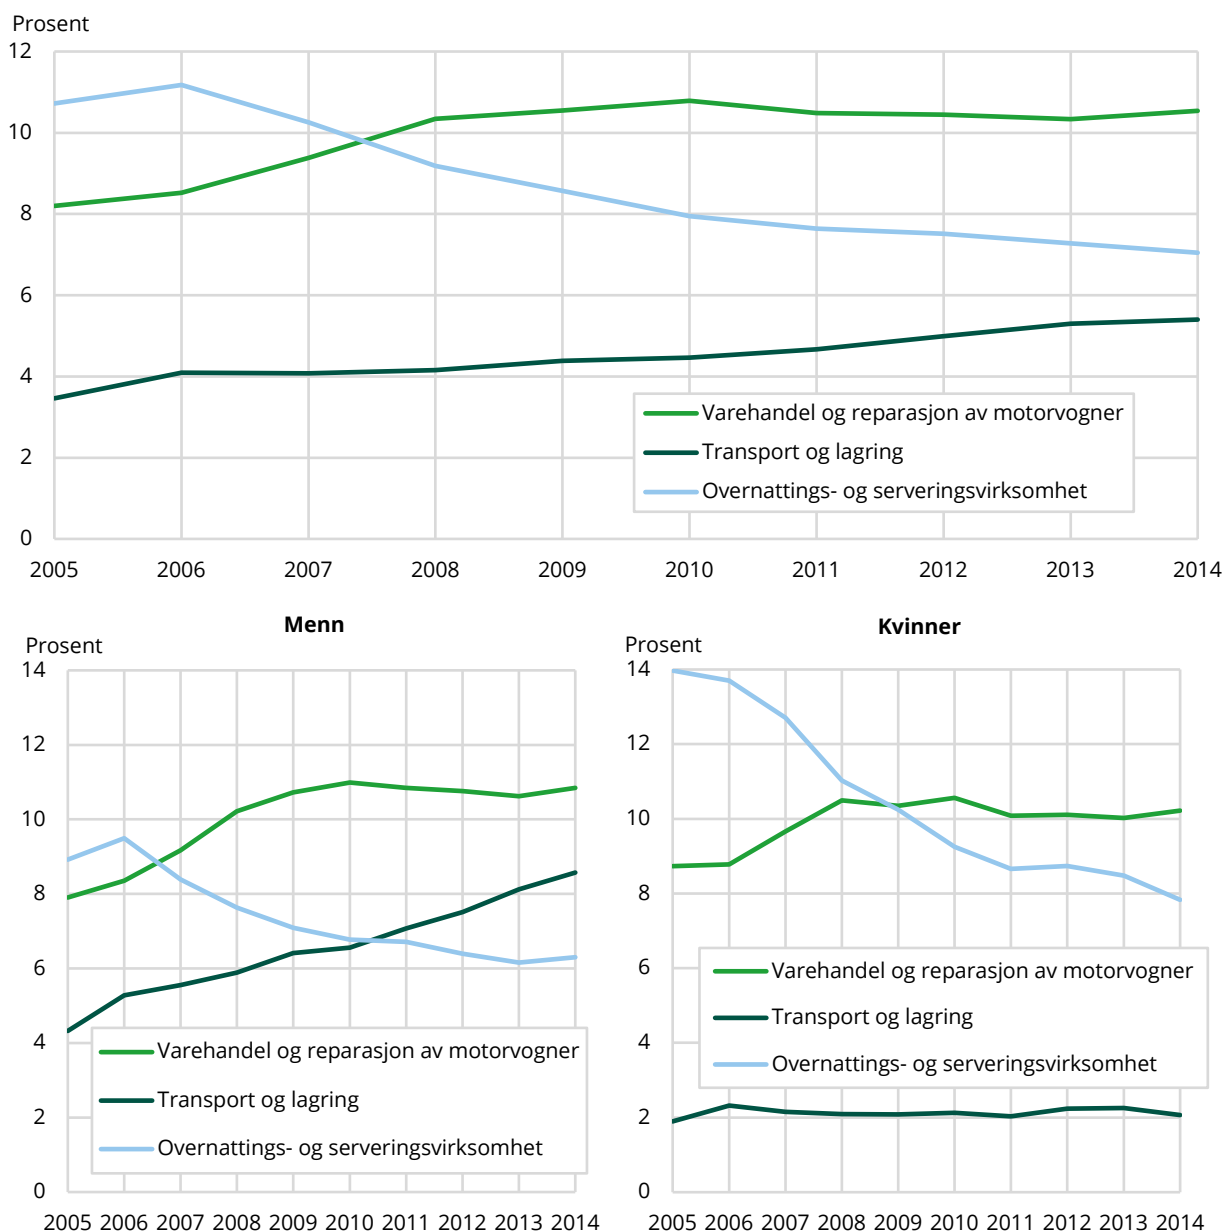 Prosent
12
10
8
6
4
2
0
Varehandel og reparasjon av motorvogner
Transport og lagring
Overnattings- og serveringsvirksomhet
2005 2006 2007 2008 2009 2010 2011 2012 2013 2014
Menn
Prosent
14
12
10
8
6
4
2
0
Varehandel og reparasjon av motorvogner
Transport og lagring
Overnattings- og serveringsvirksomhet
2005 2006 2007 2008 2009 2010 2011 2012 2013 2014
Kvinner
Prosent
14
12
10
8
6
4
2
0
Varehandel og reparasjon av motorvogner
Transport og lagring
Overnattings- og serveringsvirksomhet
2005 2006 2007 2008 2009 2010 2011 2012 2013 2014